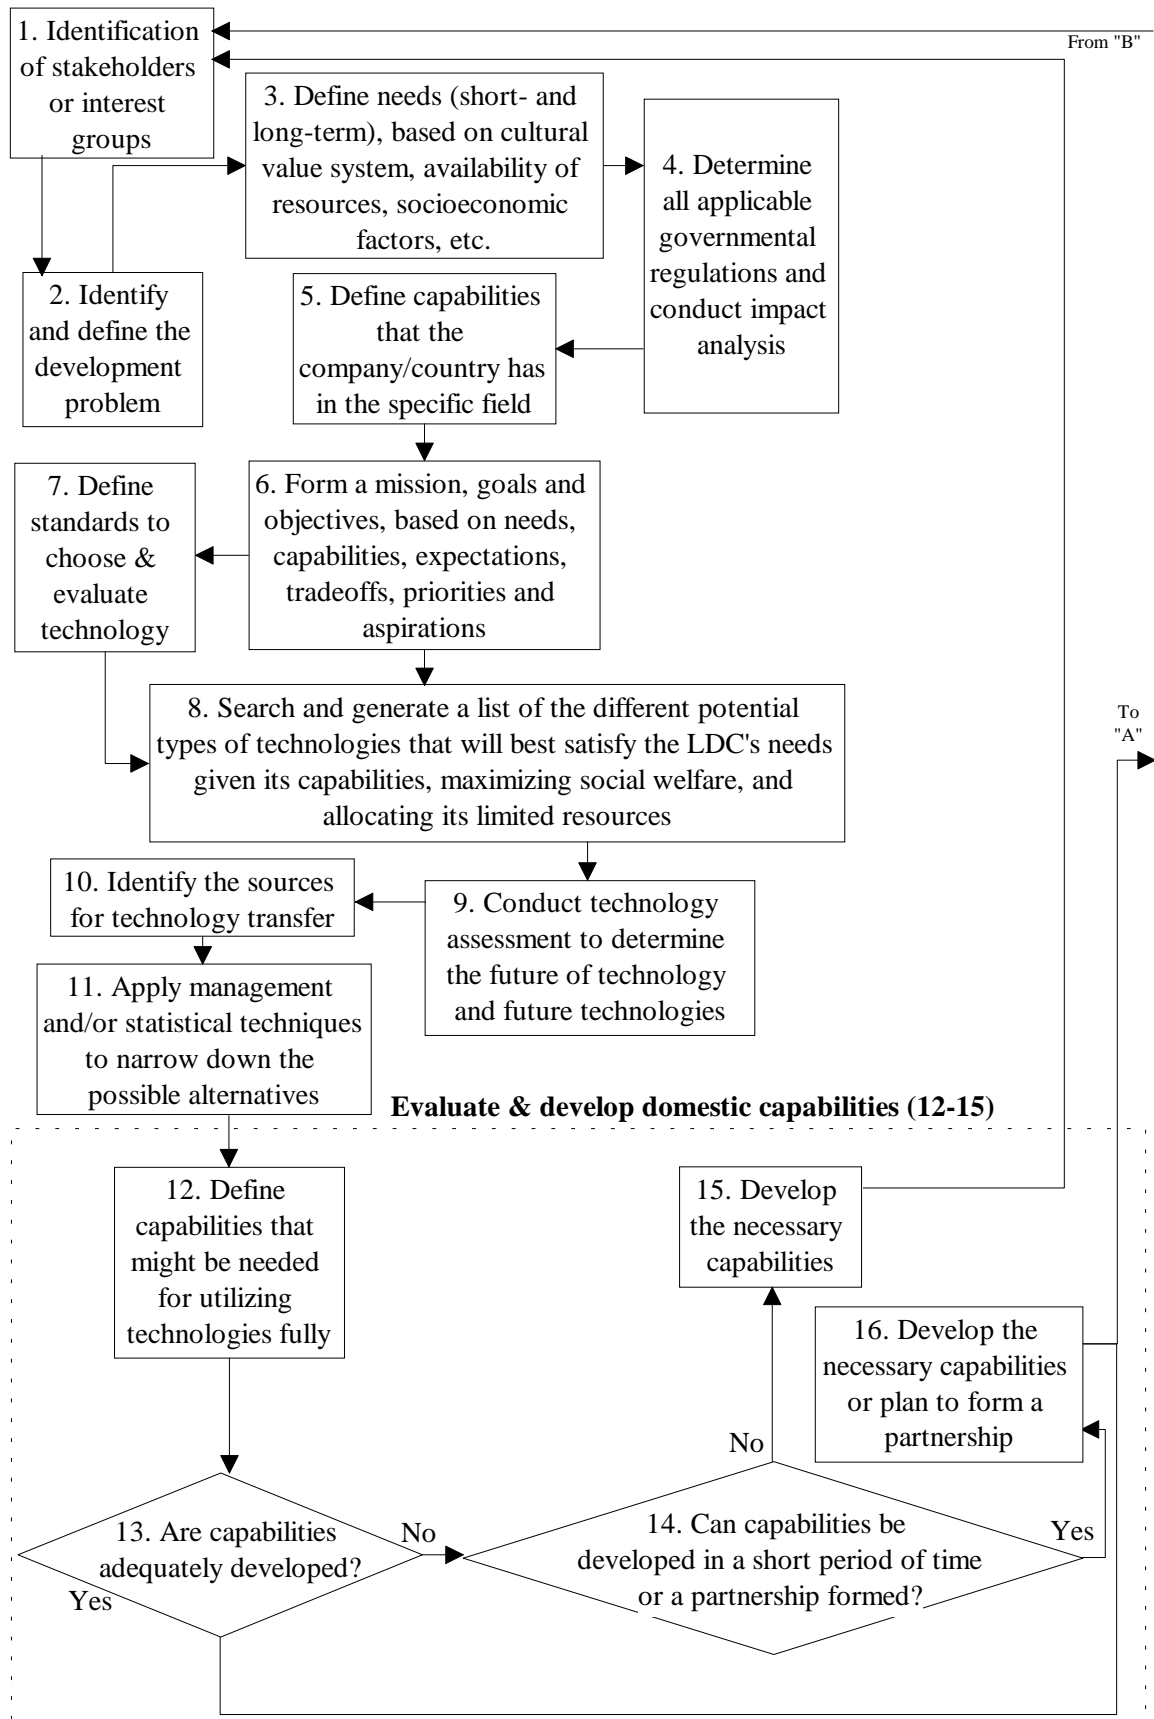 1. Identification
of stakeholders
or interest
groups
From "B"
3. Define needs (short- and
long-term), based on cultural
value system, availability of
resources, socioeconomic
factors, etc.
4. Determine
all applicable
governmental
regulations and
conduct impact
analysis
2. Identify
and define the
development
problem
5. Define capabilities
that the
company/country has
in the specific field
7. Define
standards to
choose &
evaluate
technology
6. Form a mission, goals and
objectives, based on needs,
capabilities, expectations,
tradeoffs, priorities and
aspirations
8. Search and generate a list of the different potential
types of technologies that will best satisfy the LDC's needs
given its capabilities, maximizing social welfare, and
allocating its limited resources
To
"A"
10. Identify the sources
for technology transfer
9. Conduct technology
assessment to determine
the future of technology
and future technologies
11. Apply management
and/or statistical techniques
to narrow down the
possible alternatives
Evaluate & develop domestic capabilities (12-15)
12. Define
capabilities that
might be needed
for utilizing
technologies fully
15. Develop
the necessary
capabilities
16. Develop the
necessary capabilities
or plan to form a
partnership
No
13. Are capabilities
adequately developed?
No
Yes
14. Can capabilities be
developed in a short period of time
or a partnership formed?
Yes